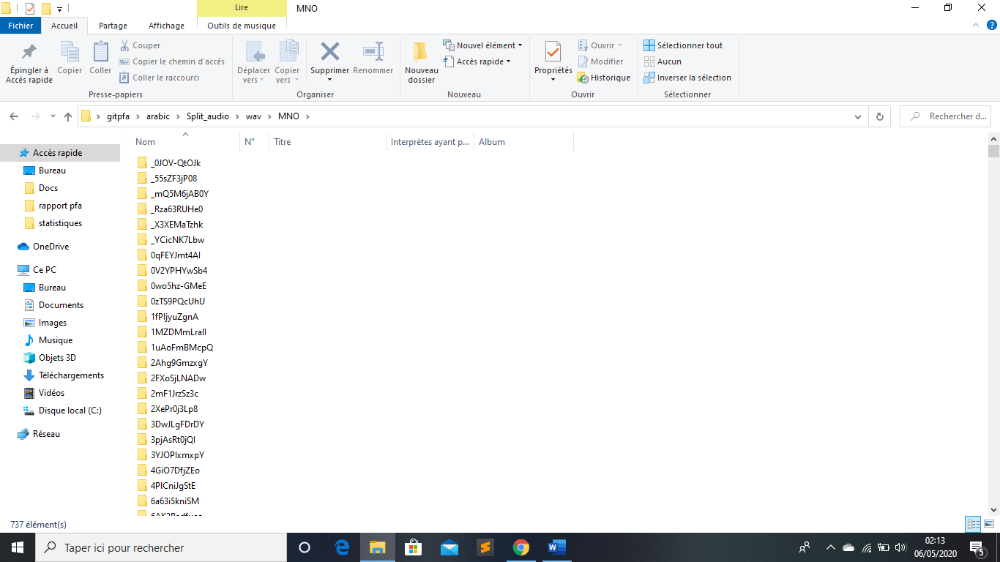 Lire
MNO
Fichier
Accueil
Partage
Affichage
Outils de musique
Épingler à
Accès rapide
Copier
Coller
Couper
Copier le chemin d'accès
Coller le raccourci
Presse-papiers
Déplacer
vers
Copier
vers
Supprimer
Renommer
Organiser
Nouveau
dossier
Nouvel élément
Accès rapide
Nouveau
Propriétés
Ouvrir
Modifier
Historique
Ouvrir
Sélectionner tout
Aucun
Inverser la sélection
Sélectionner
gitpfa > arabic > Split_audio > wav > MNO >
Rechercher d...
Accès rapide
Bureau
Docs
rapport pfa
statistiques
OneDrive
Ce PC
Bureau
Documents
Images
Musique
Objets 3D
Téléchargements
Vidéos
Disque local (C:)
Réseau
Nom N° Titre Interprètes ayant p... Album
_0JOV-QtOJk
_55sZF3jP08
_mQ5M6jAB0Y
_Rza63RUHe0
_X3XEMaTzhk
_YCicNK7Lbw
0qFEYJmt4AI
0V2YPHYwSb4
0wo5hz-GMeE
0zTS9PQcUhU
1fPIjyuZgnA
1MZDMmLraII
1uAoFmBMcpQ
2Ahg9GmzxgY
2FXoSjLNADw
2mF1JrzSz3c
2XePr0j3Lp8
3DwJLgFDrDY
3pjAsRt0jQI
3YJOPIxmxpY
4GiO7DfjZEo
4PICniJgStE
6a63i5kniSM
737 élément(s)
Taper ici pour rechercher
02:13
06/05/2020
5